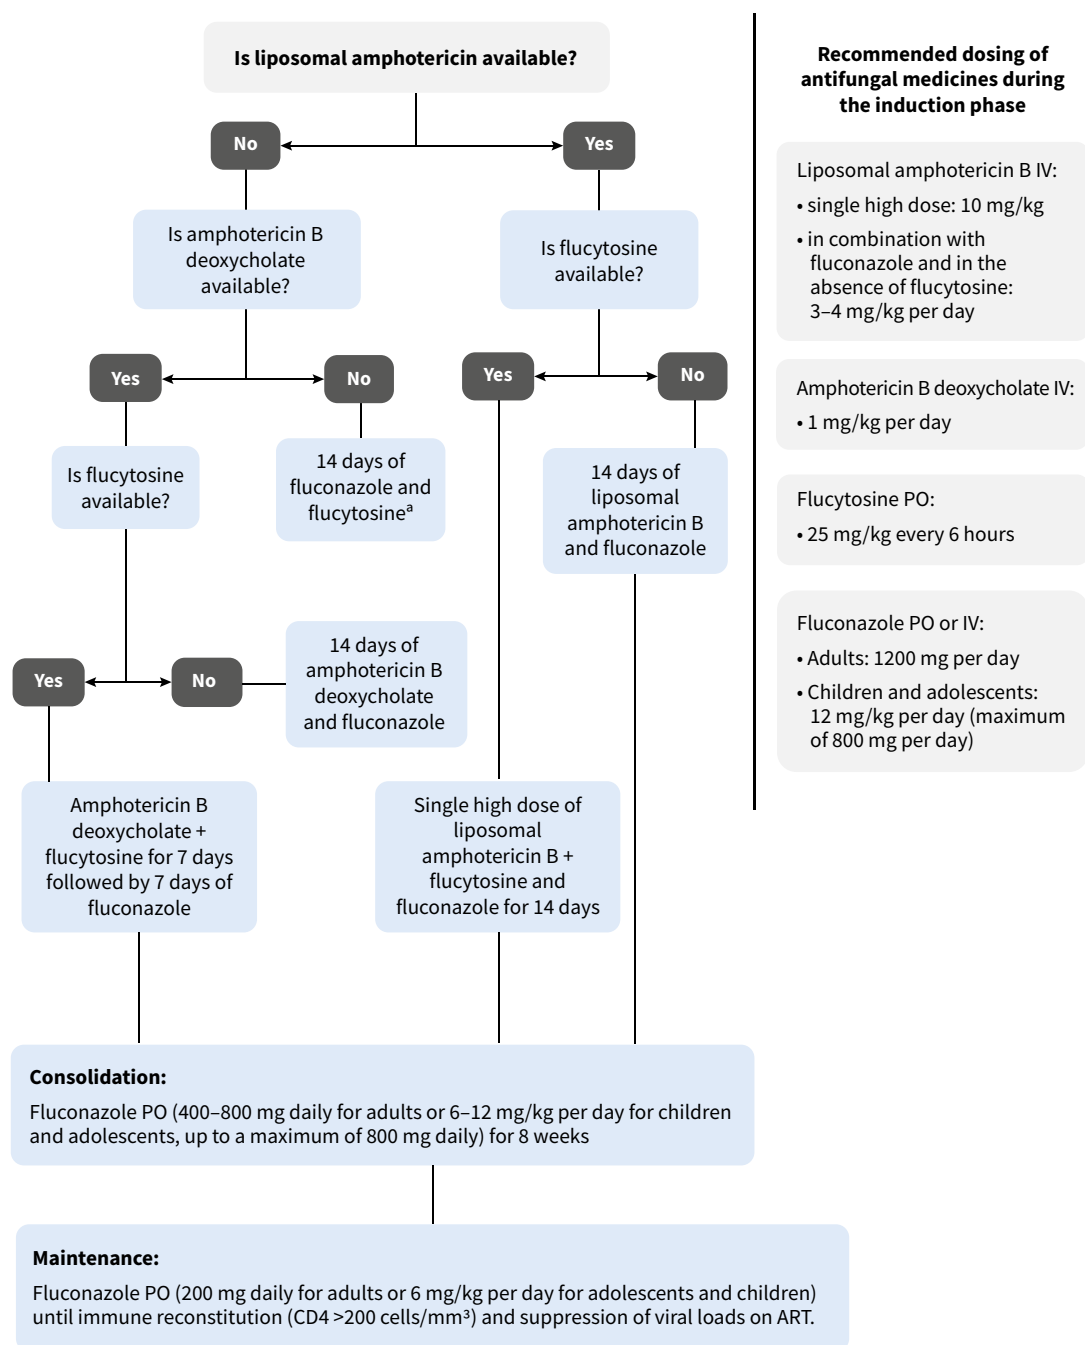 Is liposomal amphotericin available?
No
Yes
Is amphotericin B
deoxycholate
available?
Is flucytosine
available?
Yes
No
Yes
No
Is flucytosine
available?
14 days of
fluconazole and
flucytosineᵃ
14 days of
liposomal
amphotericin B
and fluconazole
Yes
No
14 days of
amphotericin B
deoxycholate
and fluconazole
Amphotericin B
deoxycholate +
flucytosine for 7 days
followed by 7 days of
fluconazole
Single high dose of
liposomal
amphotericin B +
flucytosine and
fluconazole for 14 days
Consolidation:
Fluconazole PO (400–800 mg daily for adults or 6–12 mg/kg per day for children
and adolescents, up to a maximum of 800 mg daily) for 8 weeks
Maintenance:
Fluconazole PO (200 mg daily for adults or 6 mg/kg per day for adolescents and children)
until immune reconstitution (CD4 >200 cells/mm³) and suppression of viral loads on ART.
Recommended dosing of
antifungal medicines during
the induction phase
Liposomal amphotericin B IV:
• single high dose: 10 mg/kg
• in combination with
fluconazole and in the
absence of flucytosine:
3–4 mg/kg per day
Amphotericin B deoxycholate IV:
• 1 mg/kg per day
Flucytosine PO:
• 25 mg/kg every 6 hours
Fluconazole PO or IV:
• Adults: 1200 mg per day
• Children and adolescents:
12 mg/kg per day (maximum
of 800 mg per day)